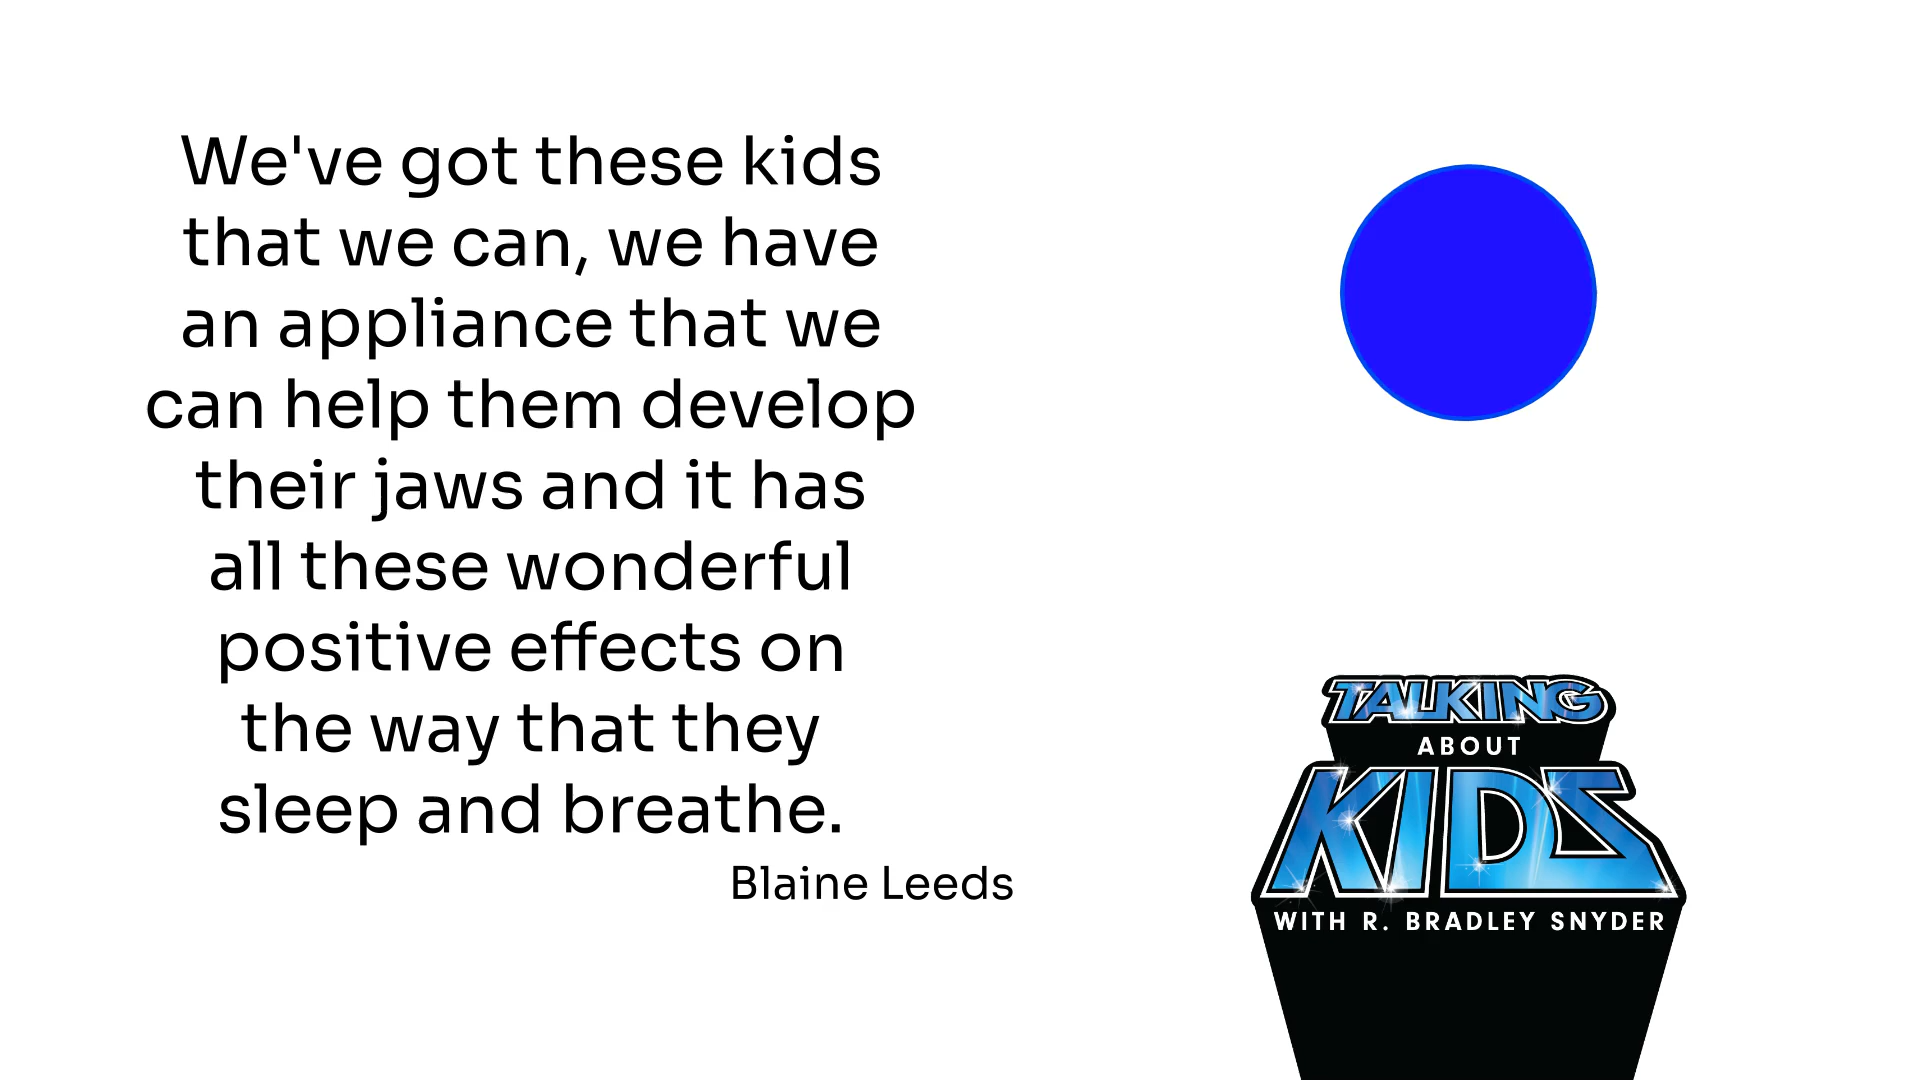 We've got these kids
that we can, we have
an appliance that we
can help them develop
their jaws and it has
all these wonderful
positive effects on
the way that they
sleep and breathe.
Blaine Leeds
TALKING
ABOUT
KIDS
WITH R. BRADLEY SNYDER